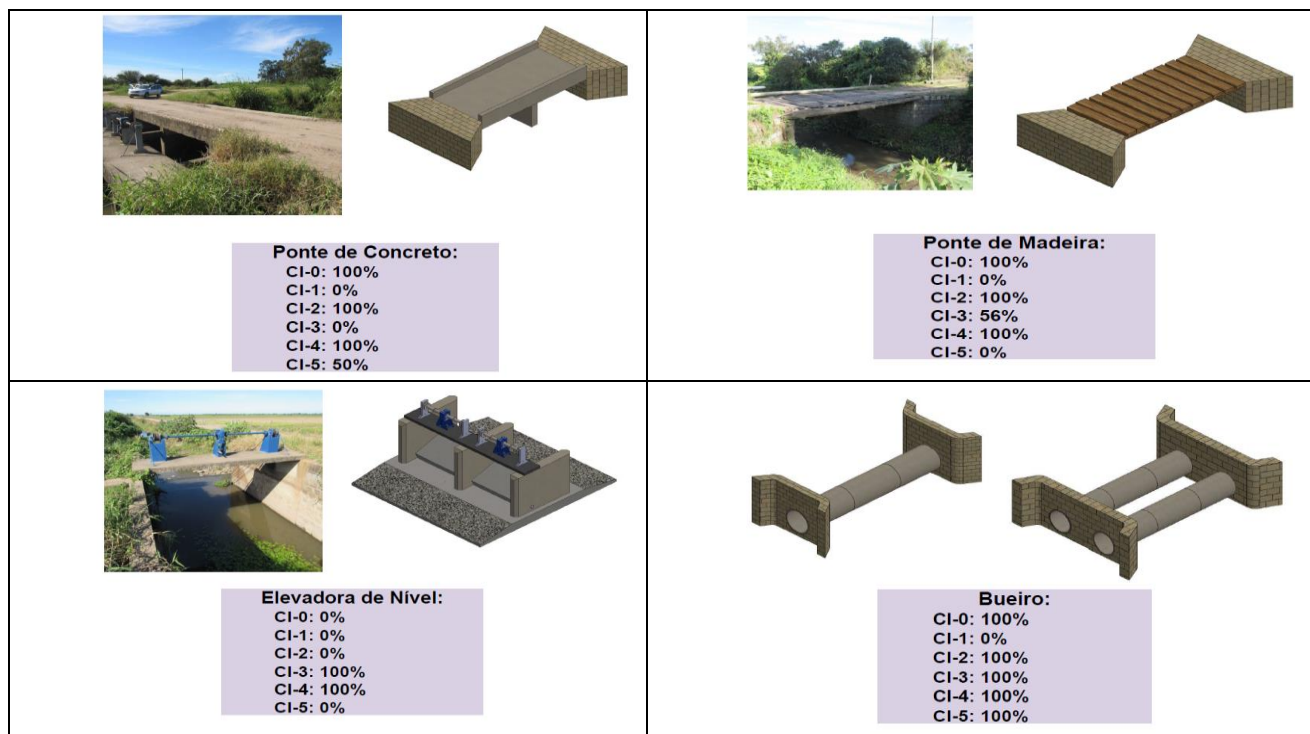 Ponte de Concreto:
CI-0: 100%
CI-1: 0%
CI-2: 100%
CI-3: 0%
CI-4: 100%
CI-5: 50%
Ponte de Madeira:
CI-0: 100%
CI-1: 0%
CI-2: 100%
CI-3: 56%
CI-4: 100%
CI-5: 0%
Elevadora de Nível:
CI-0: 0%
CI-1: 0%
CI-2: 0%
CI-3: 100%
CI-4: 100%
CI-5: 0%
Bueiro:
CI-0: 100%
CI-1: 0%
CI-2: 100%
CI-3: 100%
CI-4: 100%
CI-5: 100%